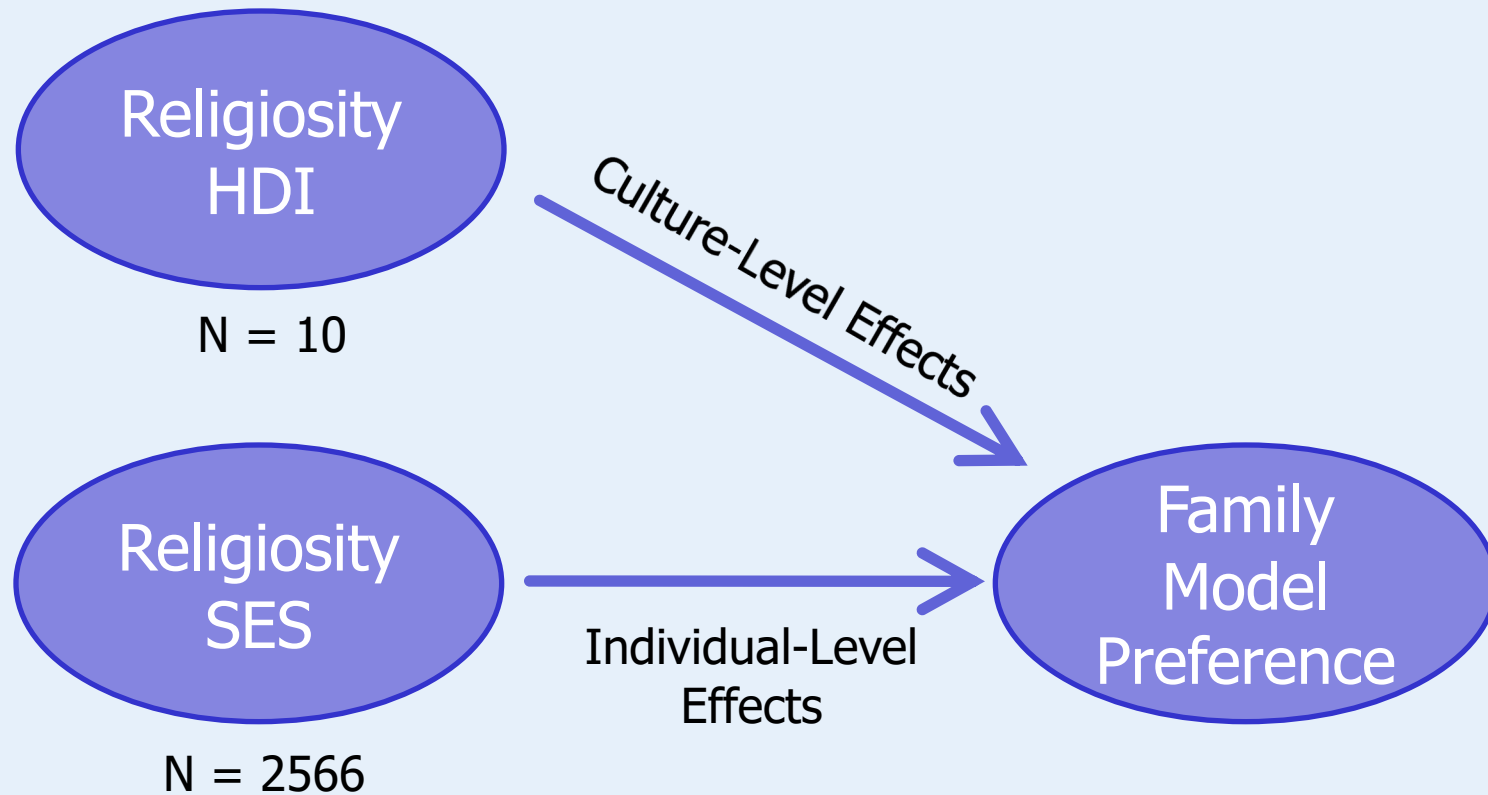 Religiosity
HDI
N = 10
Culture-Level Effects
Religiosity
SES
N = 2566
Individual-Level
Effects
Family
Model
Preference